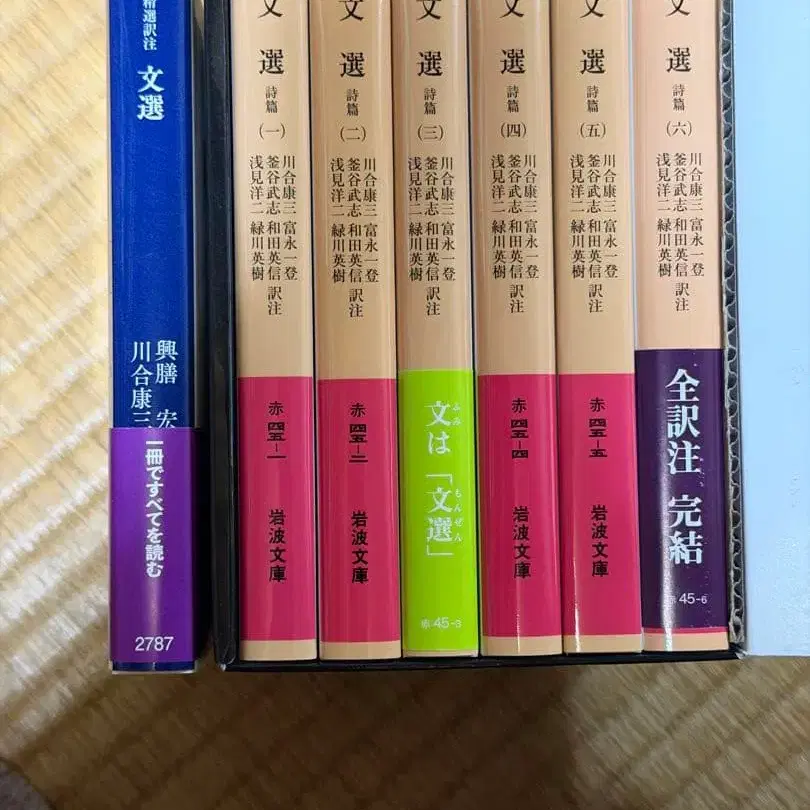 精選訳注 文選
興膳 宏
川合康三
一冊ですべてを読む
2787
文選 詩篇 (一)
川合康三 富永一登
釜谷武志 和田英信
浅見洋二 緑川英樹 訳注
赤 四五-一
岩波文庫
文選 詩篇 (二)
川合康三 富永一登
釜谷武志 和田英信
浅見洋二 緑川英樹 訳注
赤 四五-二
岩波文庫
文選 詩篇 (三)
川合康三 富永一登
釜谷武志 和田英信
浅見洋二 緑川英樹 訳注
文は「文選」
ふみ もんぜん
赤 45-3
文選 詩篇 (四)
川合康三 富永一登
釜谷武志 和田英信
浅見洋二 緑川英樹 訳注
赤 四五-四
岩波文庫
文選 詩篇 (五)
川合康三 富永一登
釜谷武志 和田英信
浅見洋二 緑川英樹 訳注
赤 四五-五
岩波文庫
文選 詩篇 (六)
川合康三 富永一登
釜谷武志 和田英信
浅見洋二 緑川英樹 訳注
全訳注 完結
赤 45-6